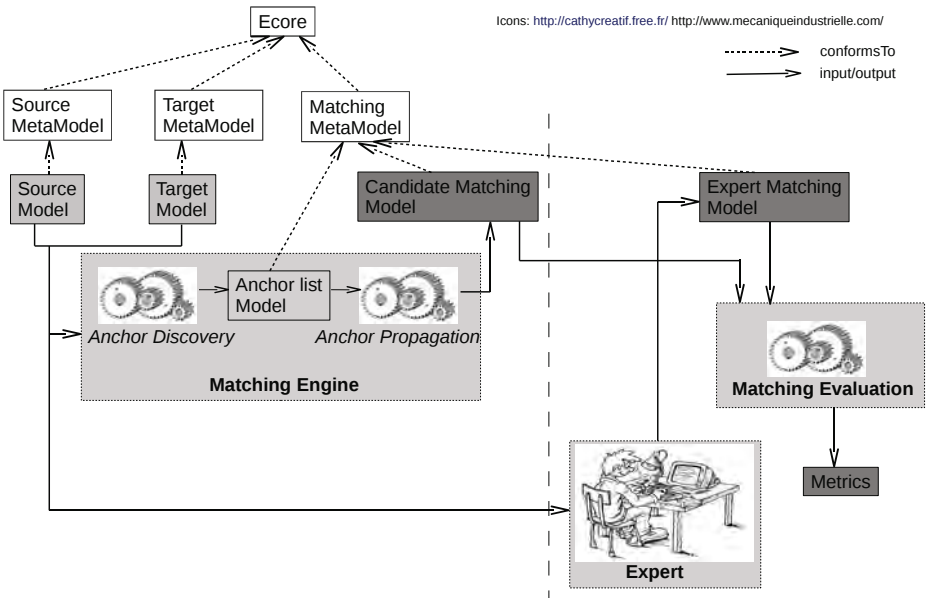 Ecore
Icons: http://cathycreatif.free.fr/ http://www.mecaniqueindustrielle.com/
conformsTo
input/output
Source
MetaModel
Target
MetaModel
Matching
MetaModel
Source
Model
Target
Model
Candidate Matching
Model
Expert Matching
Model
Anchor list
Model
Anchor Discovery
Anchor Propagation
Matching Engine
Matching Evaluation
Metrics
Expert